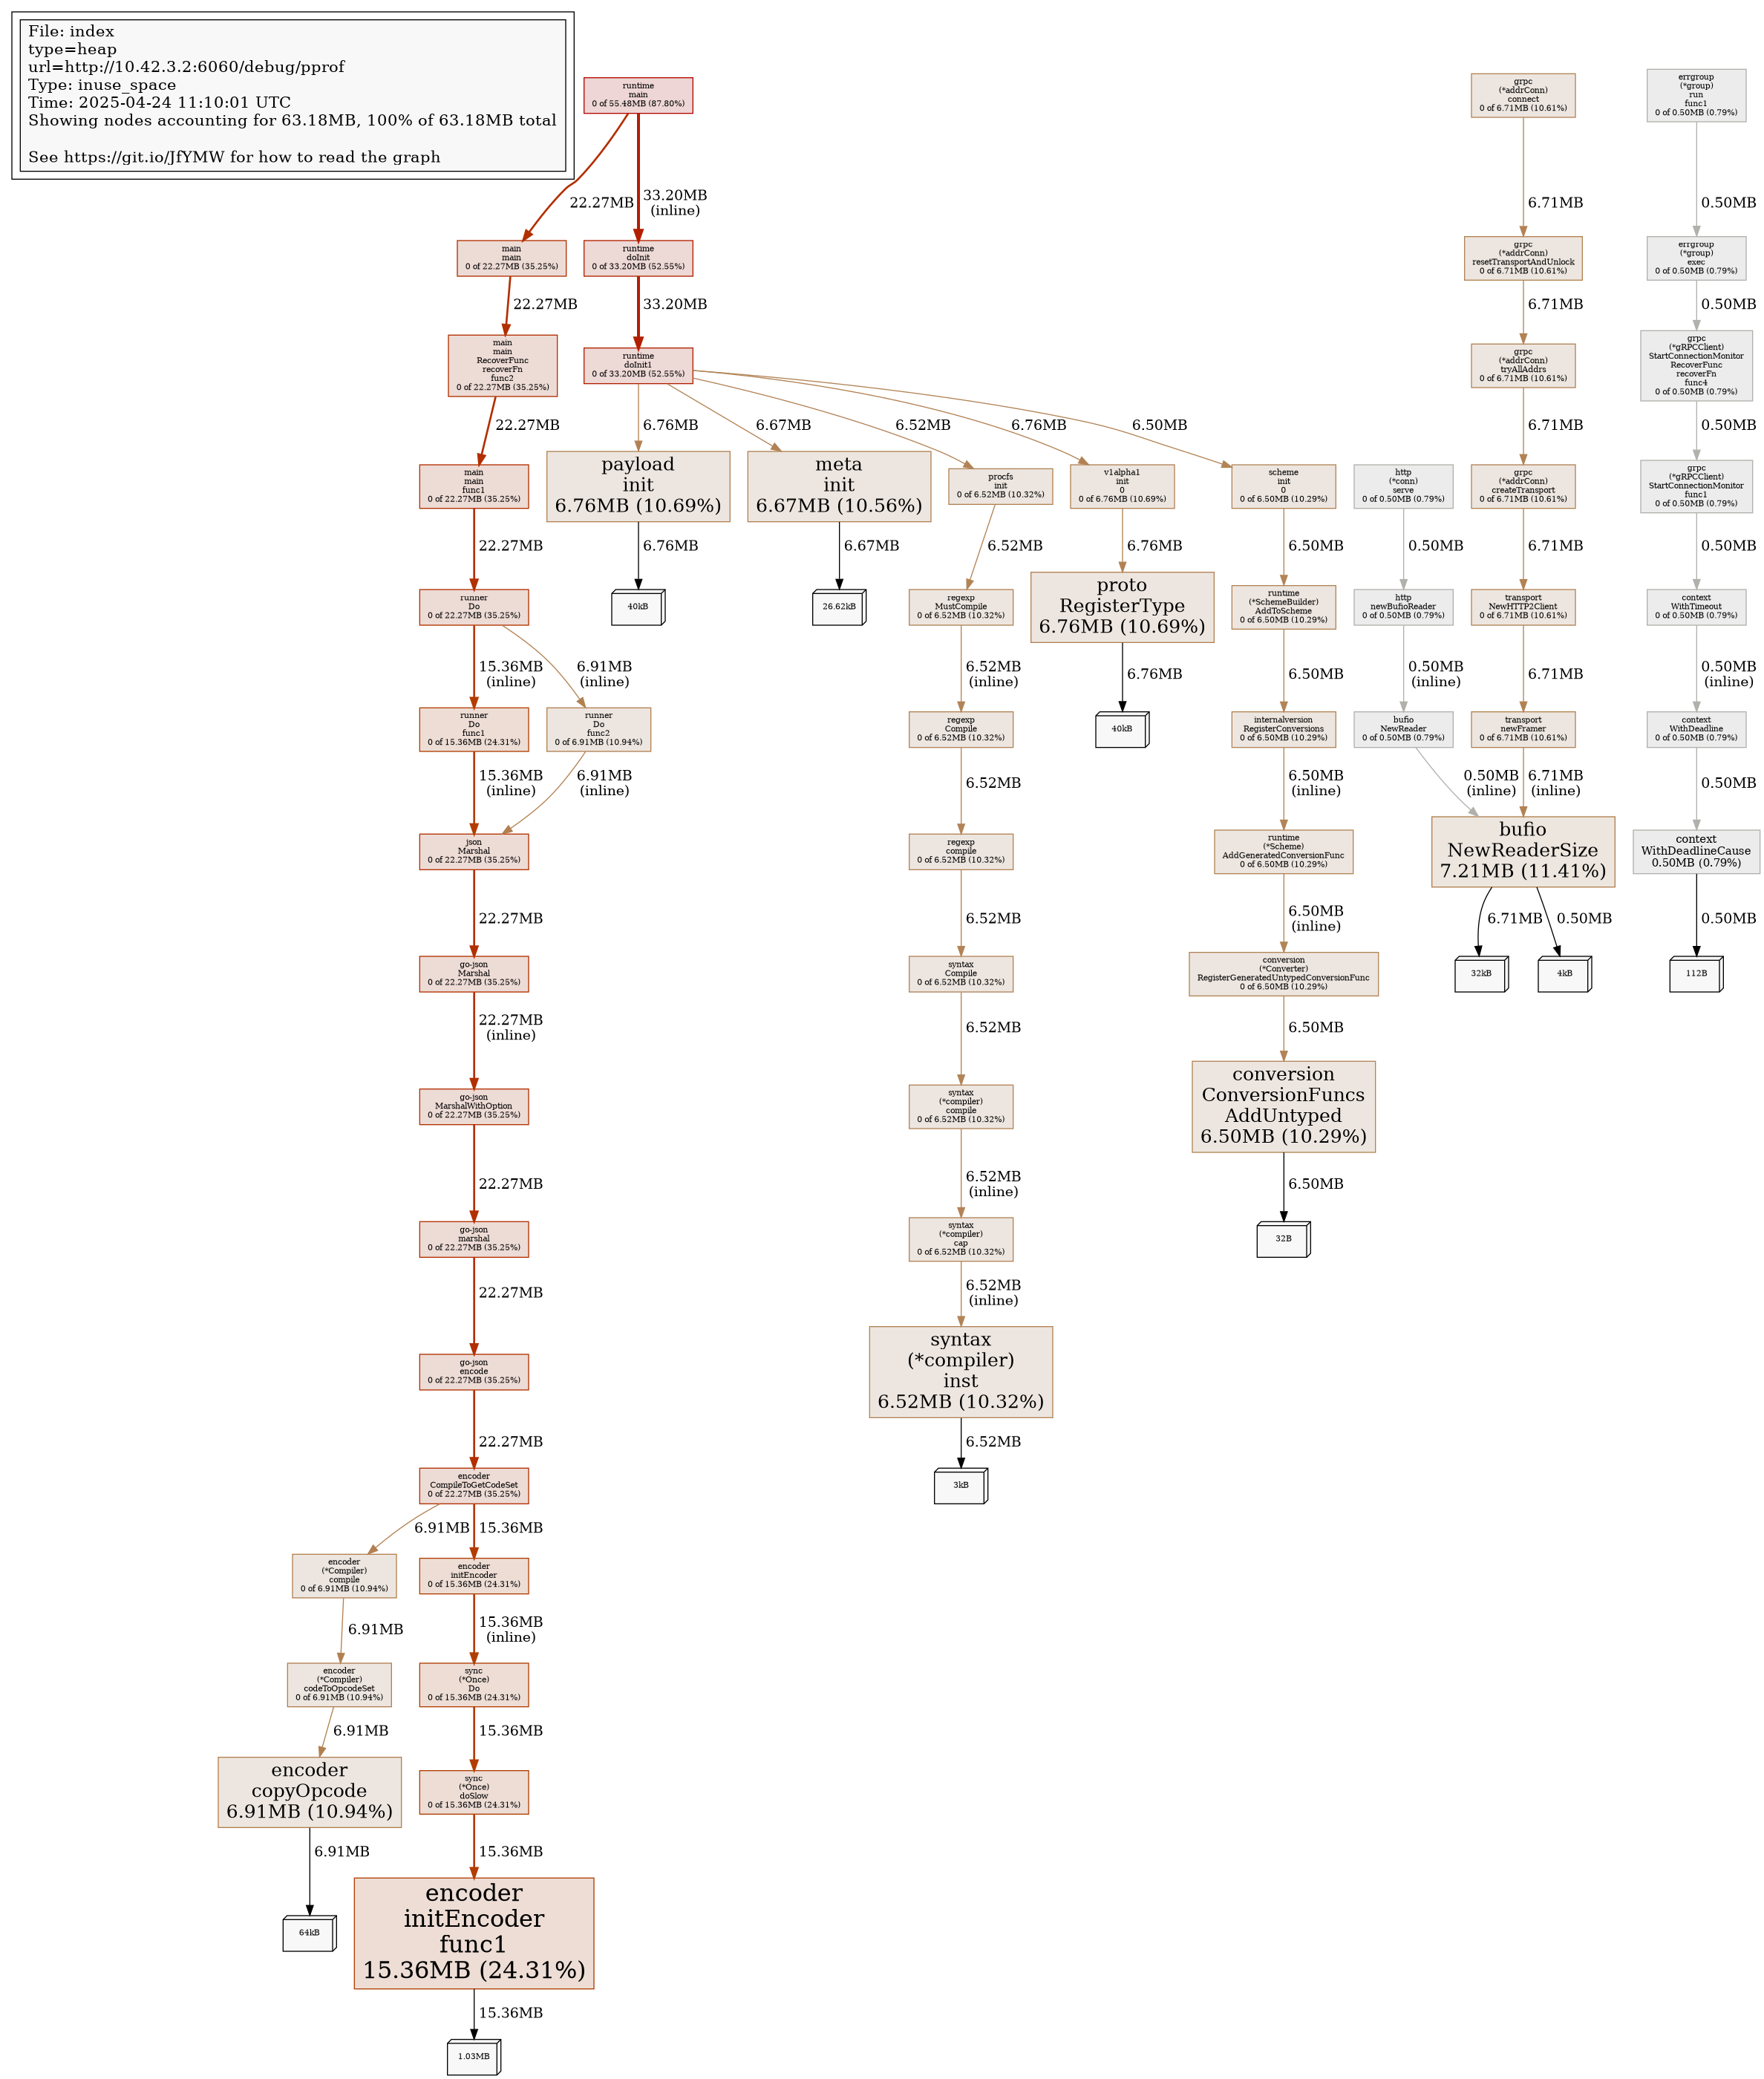 File: index
type=heap
url=http://10.42.3.2:6060/debug/pprof
Type: inuse_space
Time: 2025-04-24 11:10:01 UTC
Showing nodes accounting for 63.18MB, 100% of 63.18MB total
See https://git.io/JfYMW for how to read the graph
runtime
main
0 of 55.48MB (87.80%)
22.27MB
33.20MB
(inline)
main
main
0 of 22.27MB (35.25%)
runtime
doInit
0 of 33.20MB (52.55%)
22.27MB
33.20MB
main
main
RecoverFunc
recoverFn
func2
0 of 22.27MB (35.25%)
runtime
doInit1
0 of 33.20MB (52.55%)
22.27MB
6.76MB
6.67MB
6.52MB
6.76MB
6.50MB
main
main
func1
0 of 22.27MB (35.25%)
payload
init
6.76MB (10.69%)
meta
init
6.67MB (10.56%)
procfs
init
0 of 6.52MB (10.32%)
v1alpha1
init
0
0 of 6.76MB (10.69%)
scheme
init
0
0 of 6.50MB (10.29%)
22.27MB
6.76MB
6.67MB
6.52MB
6.76MB
6.50MB
runner
Do
0 of 22.27MB (35.25%)
40kB
26.62kB
regexp
MustCompile
0 of 6.52MB (10.32%)
proto
RegisterType
6.76MB (10.69%)
runtime
(*SchemeBuilder)
AddToScheme
0 of 6.50MB (10.29%)
15.36MB
(inline)
6.91MB
(inline)
6.52MB
(inline)
6.76MB
6.50MB
runner
Do
func1
0 of 15.36MB (24.31%)
runner
Do
func2
0 of 6.91MB (10.94%)
regexp
Compile
0 of 6.52MB (10.32%)
40kB
internalversion
RegisterConversions
0 of 6.50MB (10.29%)
15.36MB
(inline)
6.91MB
(inline)
6.52MB
6.50MB
(inline)
json
Marshal
0 of 22.27MB (35.25%)
regexp
compile
0 of 6.52MB (10.32%)
runtime
(*Scheme)
AddGeneratedConversionFunc
0 of 6.50MB (10.29%)
22.27MB
6.52MB
6.50MB
(inline)
go-json
Marshal
0 of 22.27MB (35.25%)
syntax
Compile
0 of 6.52MB (10.32%)
conversion
(*Converter)
RegisterGeneratedUntypedConversionFunc
0 of 6.50MB (10.29%)
22.27MB
(inline)
6.52MB
6.50MB
go-json
MarshalWithOption
0 of 22.27MB (35.25%)
syntax
(*compiler)
compile
0 of 6.52MB (10.32%)
conversion
ConversionFuncs
AddUntyped
6.50MB (10.29%)
22.27MB
6.52MB
(inline)
6.50MB
go-json
marshal
0 of 22.27MB (35.25%)
syntax
(*compiler)
cap
0 of 6.52MB (10.32%)
32B
22.27MB
6.52MB
(inline)
go-json
encode
0 of 22.27MB (35.25%)
syntax
(*compiler)
inst
6.52MB (10.32%)
22.27MB
6.52MB
encoder
CompileToGetCodeSet
0 of 22.27MB (35.25%)
3kB
6.91MB
15.36MB
encoder
(*Compiler)
compile
0 of 6.91MB (10.94%)
encoder
initEncoder
0 of 15.36MB (24.31%)
6.91MB
15.36MB
(inline)
encoder
(*Compiler)
codeToOpcodeSet
0 of 6.91MB (10.94%)
sync
(*Once)
Do
0 of 15.36MB (24.31%)
6.91MB
15.36MB
encoder
copyOpcode
6.91MB (10.94%)
sync
(*Once)
doSlow
0 of 15.36MB (24.31%)
6.91MB
15.36MB
64kB
encoder
initEncoder
func1
15.36MB (24.31%)
15.36MB
1.03MB
http
(*conn)
serve
0 of 0.50MB (0.79%)
0.50MB
http
newBufioReader
0 of 0.50MB (0.79%)
0.50MB
(inline)
bufio
NewReader
0 of 0.50MB (0.79%)
0.50MB
(inline)
grpc
(*addrConn)
connect
0 of 6.71MB (10.61%)
6.71MB
grpc
(*addrConn)
resetTransportAndUnlock
0 of 6.71MB (10.61%)
6.71MB
grpc
(*addrConn)
tryAllAddrs
0 of 6.71MB (10.61%)
6.71MB
grpc
(*addrConn)
createTransport
0 of 6.71MB (10.61%)
6.71MB
transport
NewHTTP2Client
0 of 6.71MB (10.61%)
6.71MB
transport
newFramer
0 of 6.71MB (10.61%)
6.71MB
(inline)
bufio
NewReaderSize
7.21MB (11.41%)
6.71MB
0.50MB
32kB
4kB
errgroup
(*group)
run
func1
0 of 0.50MB (0.79%)
0.50MB
errgroup
(*group)
exec
0 of 0.50MB (0.79%)
0.50MB
grpc
(*gRPCClient)
StartConnectionMonitor
RecoverFunc
recoverFn
func4
0 of 0.50MB (0.79%)
0.50MB
grpc
(*gRPCClient)
StartConnectionMonitor
func1
0 of 0.50MB (0.79%)
0.50MB
context
WithTimeout
0 of 0.50MB (0.79%)
0.50MB
(inline)
context
WithDeadline
0 of 0.50MB (0.79%)
0.50MB
context
WithDeadlineCause
0.50MB (0.79%)
0.50MB
112B